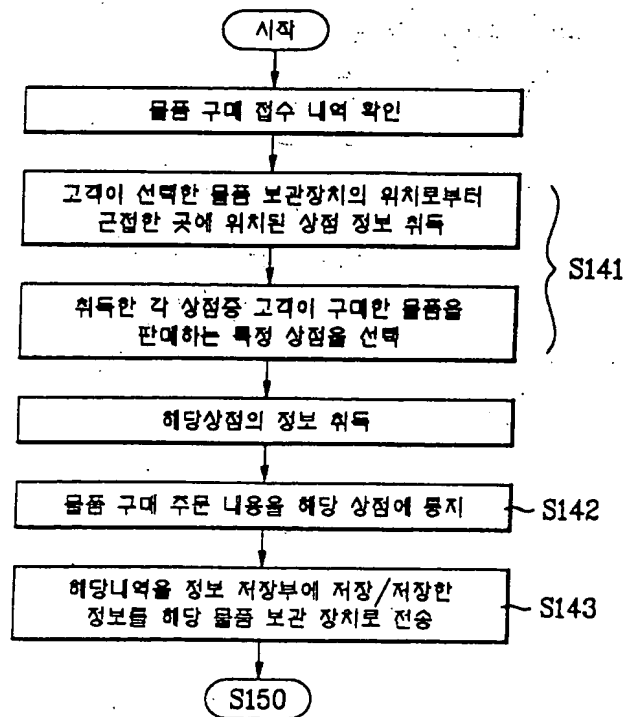 시작
물품 구매 접수 내역 확인
고객이 선택한 물품 보관장치의 위치로부터
근접한 곳에 위치된 상점 정보 취득
S141
취득한 각 상점중 고객이 구매한 물품을
판매하는 특정 상점을 선택
해당상점의 정보 취득
물품 구매 주문 내용을 해당 상점에 통지
S142
해당내역을 정보 저장부에 저장/저장한
정보를 해당 물품 보관 장치로 전송
S143
S150